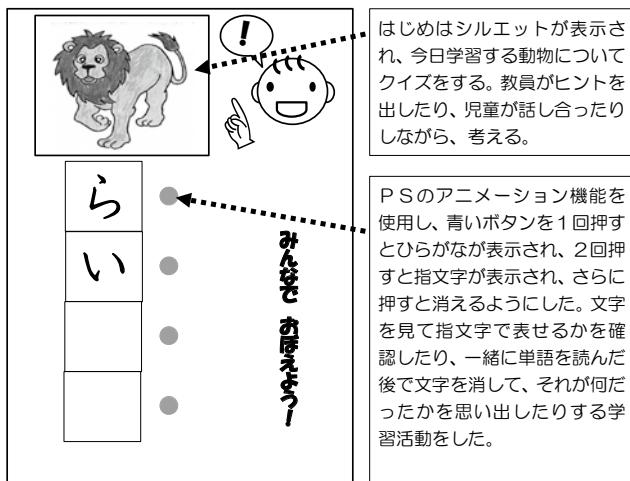 ！
ら
い
みんなで おぼえよう！
はじめはシルエットが表示さ
れ、今日学習する動物について
クイズをする。教員がヒントを
出したり、児童が話し合ったり
しながら、考える。
ＰＳのアニメーション機能を
使用し、青いボタンを１回押す
とひらがなが表示され、２回押
すと指文字が表示され、さらに
押すと消えるようにした。文字
を見て指文字で表せるかを確
認したり、一緒に単語を読んだ
後で文字を消して、それが何だ
ったかを思い出したりする学
習活動をした。